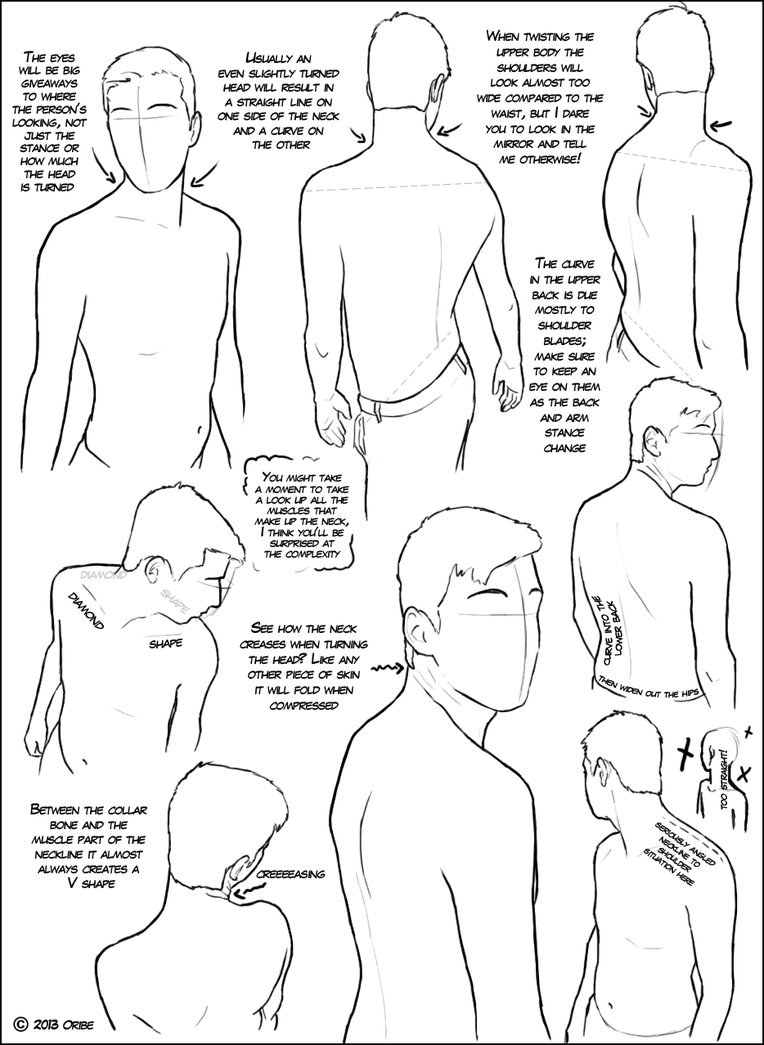 THE EYES
WILL BE BIG
GIVEAWAYS
TO WHERE
THE PERSON'S
LOOKING, NOT
JUST THE
STANCE OR
HOW MUCH
THE HEAD
IS TURNED
USUALLY AN
EVEN SLIGHTLY TURNED
HEAD WILL RESULT IN
A STRAIGHT LINE ON
ONE SIDE OF THE NECK
AND A CURVE ON
THE OTHER
WHEN TWISTING THE
UPPER BODY THE
SHOULDERS WILL
LOOK ALMOST TOO
WIDE COMPARED TO THE
WAIST, BUT I DARE
YOU TO LOOK IN THE
MIRROR AND TELL
ME OTHERWISE!
THE CURVE
IN THE UPPER
BACK IS DUE
MOSTLY TO
SHOULDER
BLADES;
MAKE SURE
TO KEEP AN
EYE ON THEM
AS THE BACK
AND ARM
STANCE
CHANGE
YOU MIGHT TAKE
A MOMENT TO TAKE
A LOOK UP ALL THE
MUSCLES THAT
MAKE UP THE NECK,
I THINK YOU'LL BE
SURPRISED AT
THE COMPLEXITY
DIAMOND
SHAPE
DIAMOND
SHAPE
SEE HOW THE NECK
CREASES WHEN TURNING
THE HEAD? LIKE ANY
OTHER PIECE OF SKIN
IT WILL FOLD WHEN
COMPRESSED
CURVE INTO THE
LOWER BACK
THEN WIDEN OUT THE HIPS
TOO STRAIGHT!
SERIOUSLY ANGLED
NECKLINE TO
SHOULDER
SITUATION HERE
BETWEEN THE COLLAR
BONE AND THE
MUSCLE PART OF THE
NECKLINE IT ALMOST
ALWAYS CREATES A
V SHAPE
CREEEEASING
© 2013 ORIBE